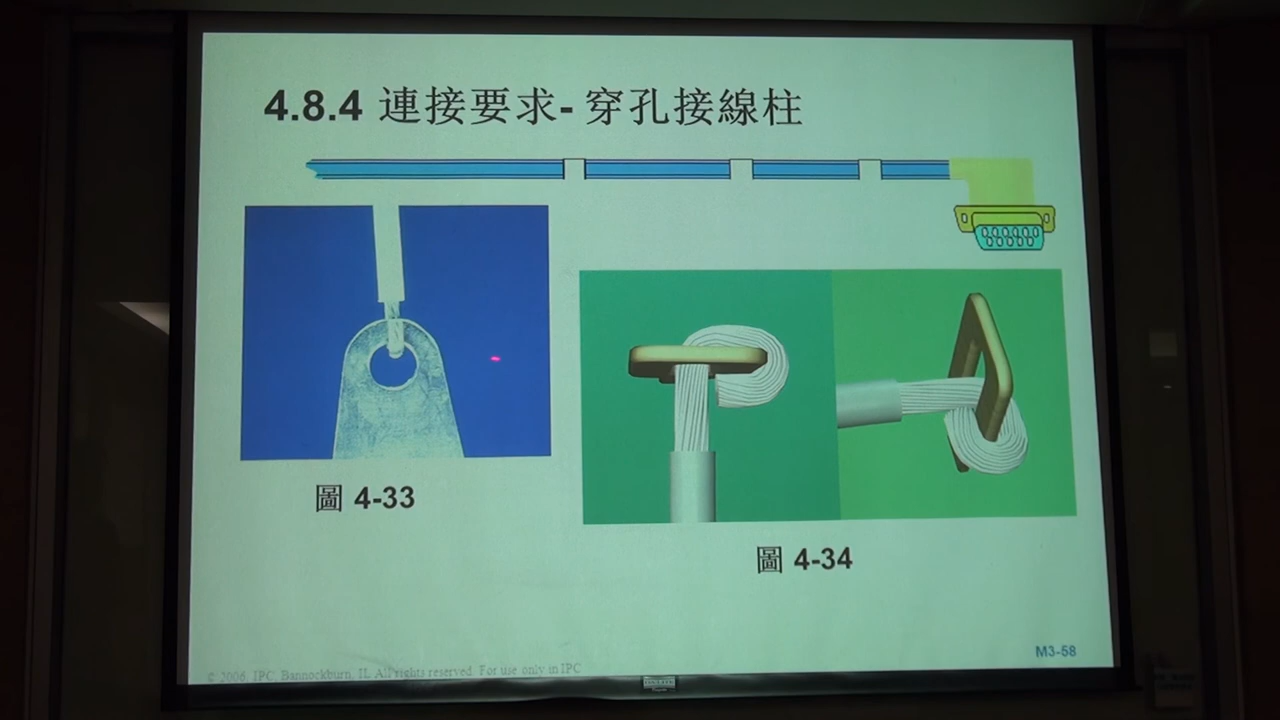 4.8.4 連接要求- 穿孔接線柱
圖 4-33
圖 4-34
M3-58
© 2006, IPC, Bannockburn, IL All rights reserved. For use only in IPC